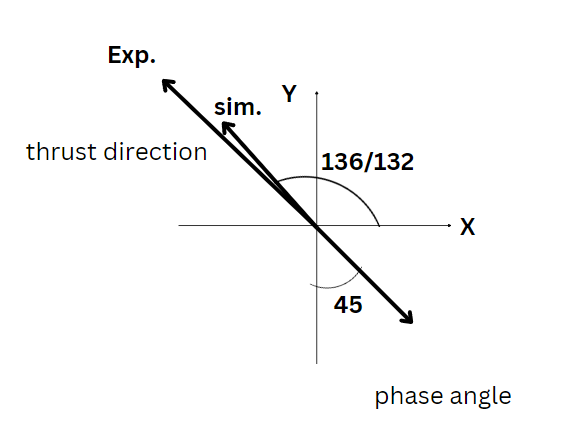 Exp.
Y
sim.
thrust direction
136/132
X
45
phase angle